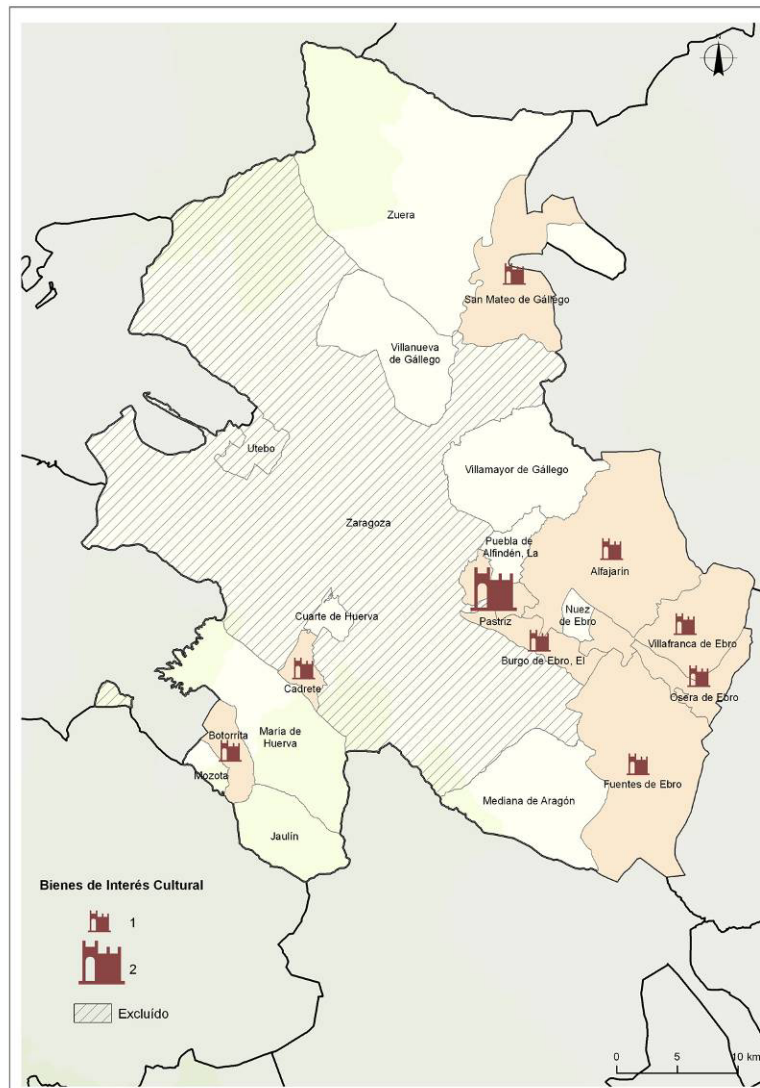 N
Zuera
San Mateo de Gállego
Villanueva
de Gállego
Utebo
Villamayor de Gállego
Zaragoza
Puebla de
Alfindén, La
Alfajarín
Cuarte de Huerva
Nuez
de Ebro
Pastriz
Villafranca de Ebro
Burgo de Ebro, El
Cadrete
Osera de Ebro
Botorrita
María de
Huerva
Mozota
Fuentes de Ebro
Mediana de Aragón
Jaulín
Bienes de Interés Cultural
1
2
Excluído
0 5 10 km